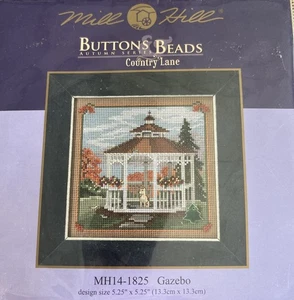 Mill Hill
BUTTONS & BEADS
AUTUMN SERIES
Country Lane
MH14-1825 Gazebo
design size 5.25" x 5.25" (13.3cm x 13.3cm)